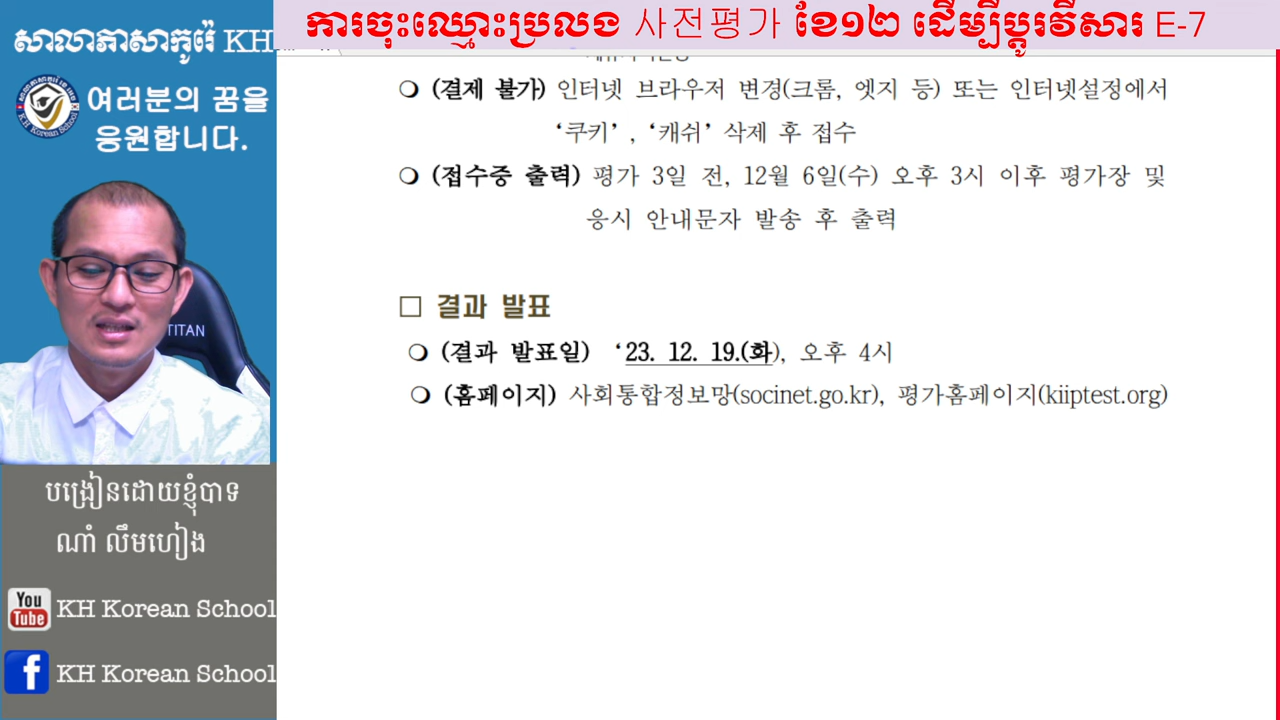 សាលាភាសាកូរ៉េ KH
ការចុះឈ្មោះប្រលង 사전평가 ខែ១២ ដើម្បីប្តូរវីសារ E-7
여러분의 꿈을
응원합니다.
❍ (결제 불가) 인터넷 브라우저 변경(크롬, 엣지 등) 또는 인터넷설정에서
‘쿠키’, ‘캐쉬’ 삭제 후 접수
❍ (접수증 출력) 평가 3일 전, 12월 6일(수) 오후 3시 이후 평가장 및
응시 안내문자 발송 후 출력
□ 결과 발표
❍ (결과 발표일) ‘23. 12. 19.(화), 오후 4시
❍ (홈페이지) 사회통합정보망(socinet.go.kr), 평가홈페이지(kiiptest.org)
TITAN
បង្រៀនដោយខ្ញុំបាទ
ណាំ លឹមហៀង
You Tube KH Korean School
f KH Korean School